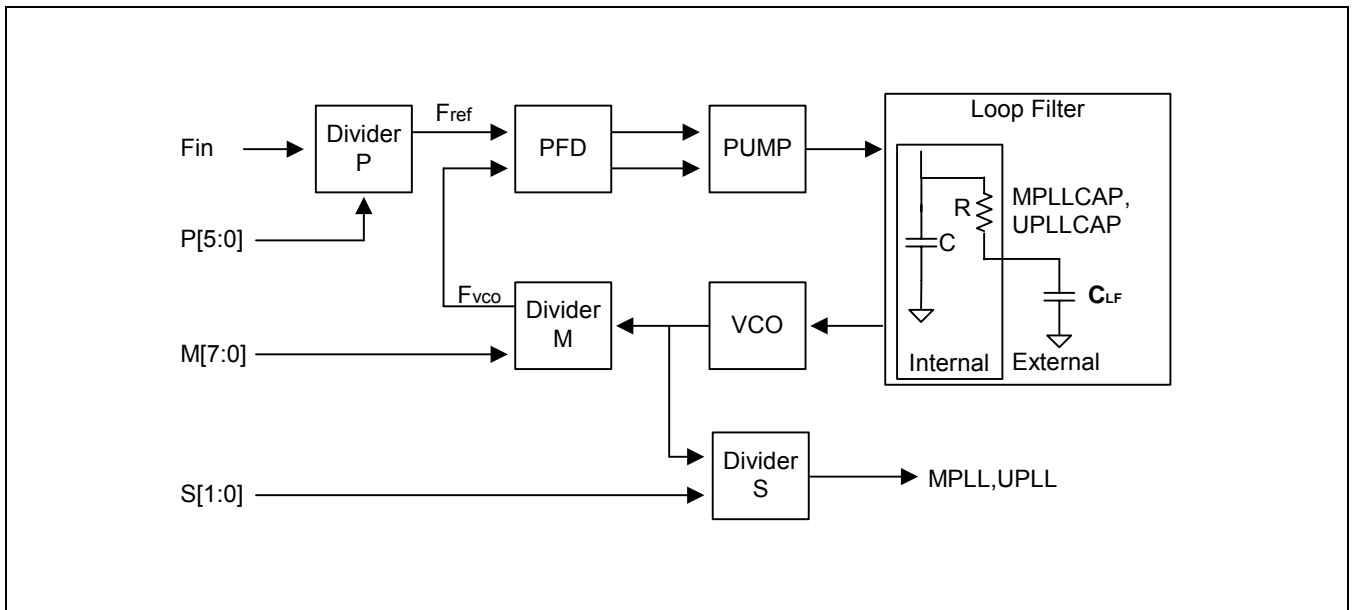 Loop Filter
Fin
Divider
P
Fref
PFD
PUMP
R
C
MPLLCAP,
UPLLCAP
CLF
Internal
External
P[5:0]
Fvco
Divider
M
VCO
M[7:0]
Divider
S
S[1:0]
MPLL,UPLL